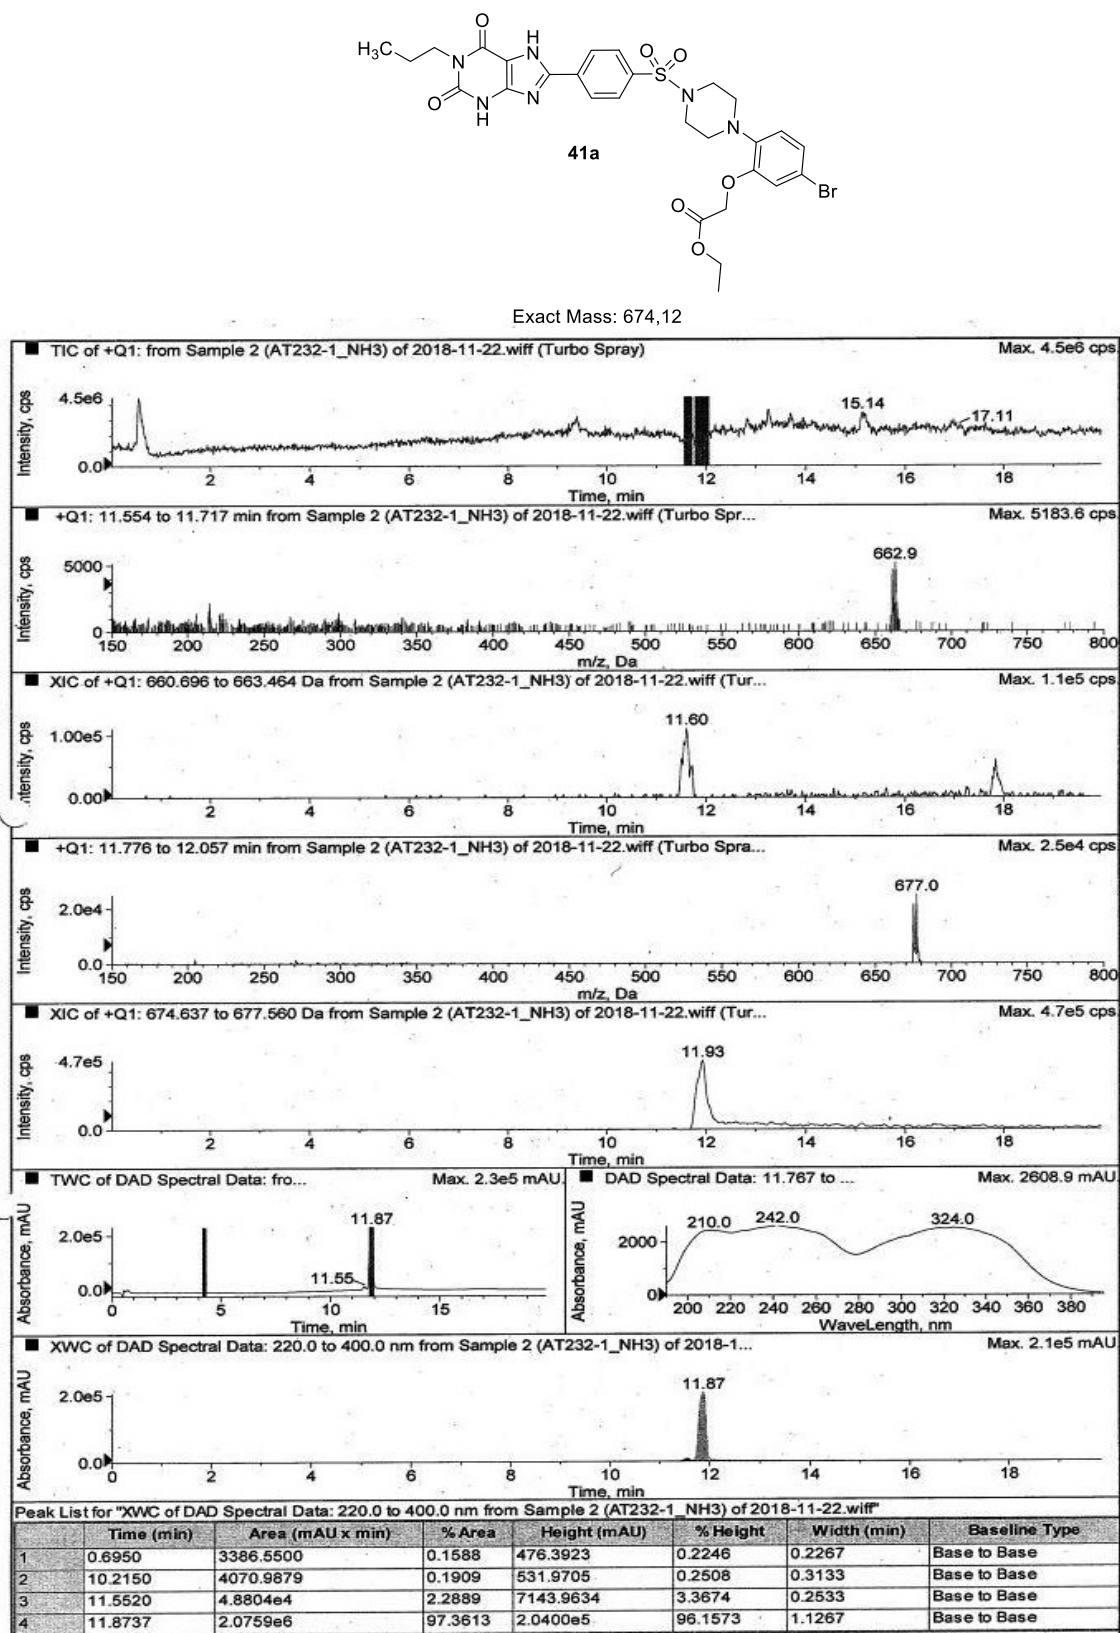 O
H
N
H₃C
N
O
N
H
N
O O
S
N
N
41a
O
Br
O
O
Exact Mass: 674,12
TIC of +Q1: from Sample 2 (AT232-1_NH3) of 2018-11-22.wiff (Turbo Spray) Max. 4.5e6 cps.
Intensity, cps
4.5e6
0.0
15.14
17.11
2 4 6 8 10 12 14 16 18
Time, min
+Q1: 11.554 to 11.717 min from Sample 2 (AT232-1_NH3) of 2018-11-22.wiff (Turbo Spr... Max. 5183.6 cps.
Intensity, cps
5000
0
662.9
150 200 250 300 350 400 450 500 550 600 650 700 750 800
m/z, Da
XIC of +Q1: 660.696 to 663.464 Da from Sample 2 (AT232-1_NH3) of 2018-11-22.wiff (Tur... Max. 1.1e5 cps.
Intensity, cps
1.00e5
0.00
11.60
2 4 6 8 10 12 14 16 18
Time, min
+Q1: 11.776 to 12.057 min from Sample 2 (AT232-1_NH3) of 2018-11-22.wiff (Turbo Spra... Max. 2.5e4 cps.
Intensity, cps
2.0e4
0.0
677.0
150 200 250 300 350 400 450 500 550 600 650 700 750 800
m/z, Da
XIC of +Q1: 674.637 to 677.560 Da from Sample 2 (AT232-1_NH3) of 2018-11-22.wiff (Tur... Max. 4.7e5 cps.
Intensity, cps
4.7e5
0.0
11.93
2 4 6 8 10 12 14 16 18
Time, min
TWC of DAD Spectral Data: fro... Max. 2.3e5 mAU.
Absorbance, mAU
2.0e5
0.0
11.87
11.55
0 5 10 15
Time, min
DAD Spectral Data: 11.767 to ... Max. 2608.9 mAU.
Absorbance, mAU
2000
0
210.0 242.0 324.0
200 220 240 260 280 300 320 340 360 380
WaveLength, nm
XWC of DAD Spectral Data: 220.0 to 400.0 nm from Sample 2 (AT232-1_NH3) of 2018-1... Max. 2.1e5 mAU.
Absorbance, mAU
2.0e5
0.0
11.87
0 2 4 6 8 10 12 14 16 18
Time, min
Peak List for "XWC of DAD Spectral Data: 220.0 to 400.0 nm from Sample 2 (AT232-1_NH3) of 2018-11-22.wiff"
Time (min) Area (mAU x min) % Area Height (mAU) % Height Width (min) Baseline Type
1 0.6950 3386.5500 0.1588 476.3923 0.2246 0.2267 Base to Base
2 10.2150 4070.9879 0.1909 531.9705 0.2508 0.3133 Base to Base
3 11.5520 4.8804e4 2.2889 7143.9634 3.3674 0.2533 Base to Base
4 11.8737 2.0759e6 97.3613 2.0400e5 96.1573 1.1267 Base to Base